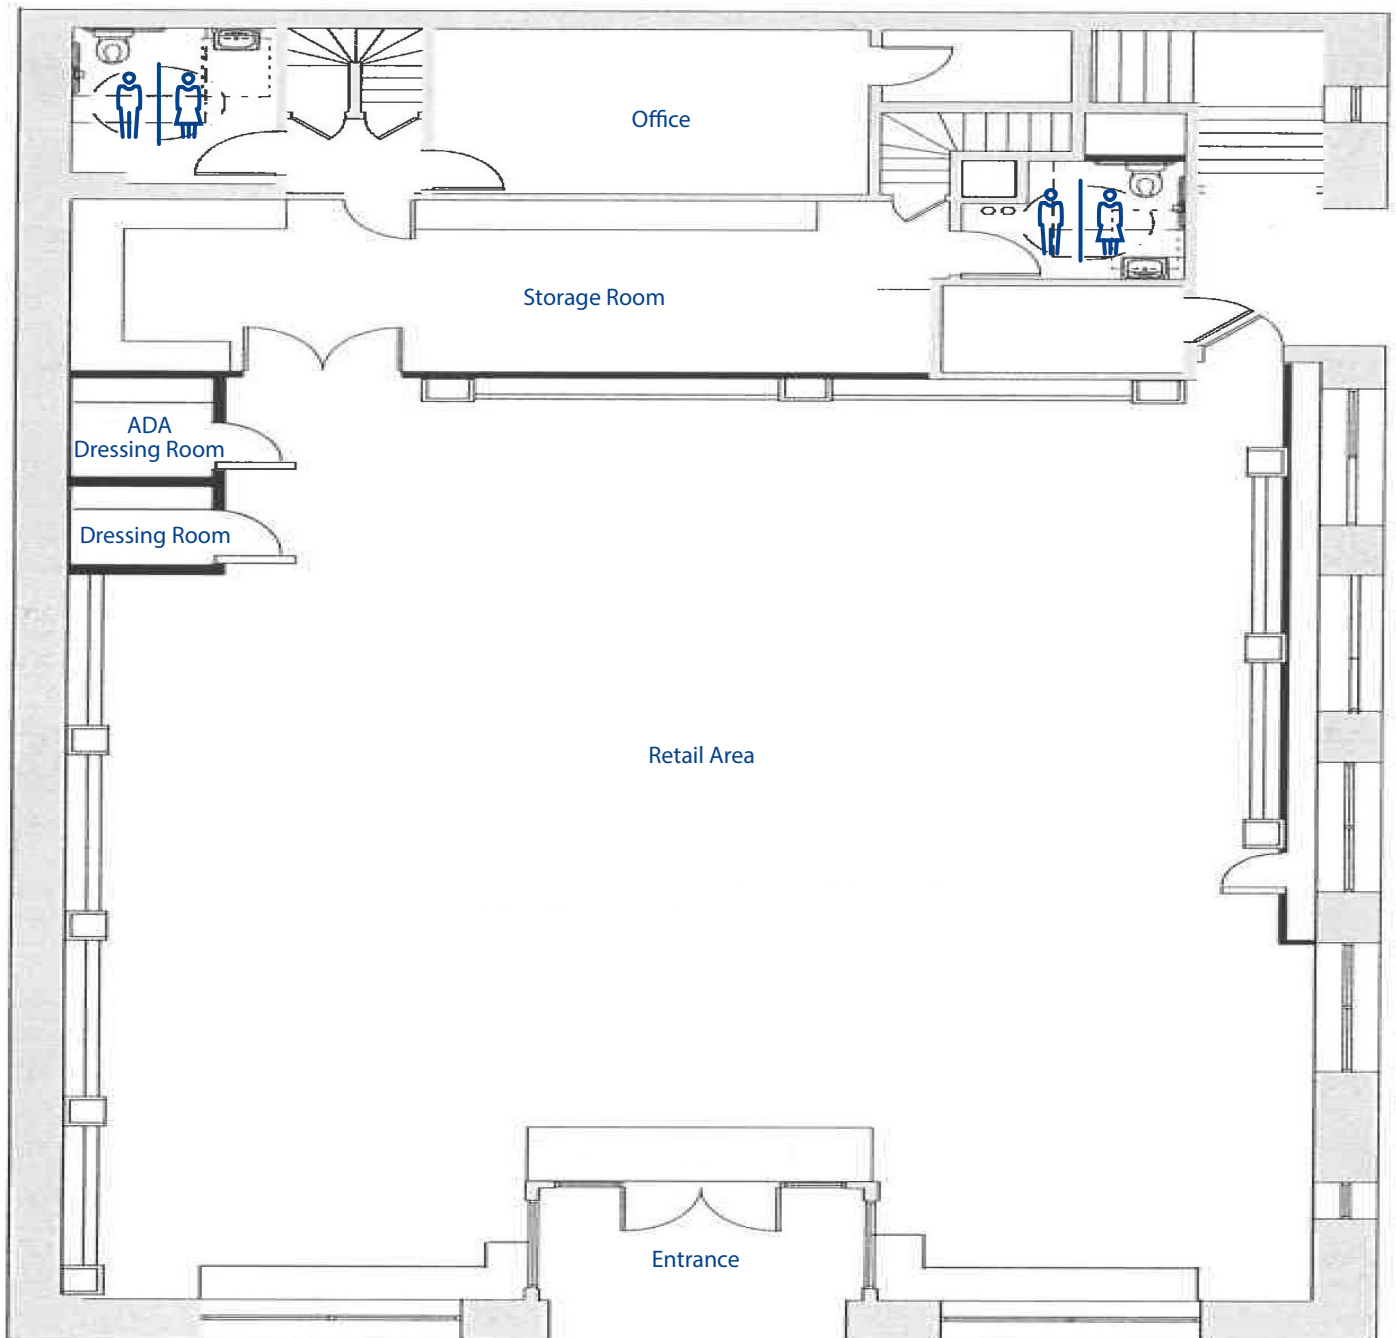 Office
Storage Room
ADA
Dressing Room
Dressing Room
Retail Area
Entrance